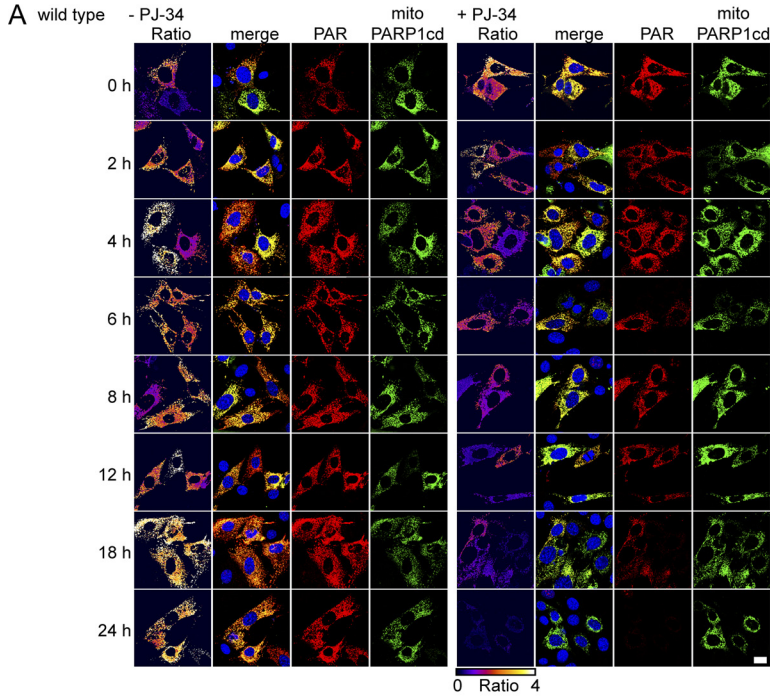 A wild type - PJ-34 + PJ-34
Ratio merge PAR mito PARP1cd Ratio merge PAR mito PARP1cd
0 h
2 h
4 h
6 h
8 h
12 h
18 h
24 h
0 Ratio 4